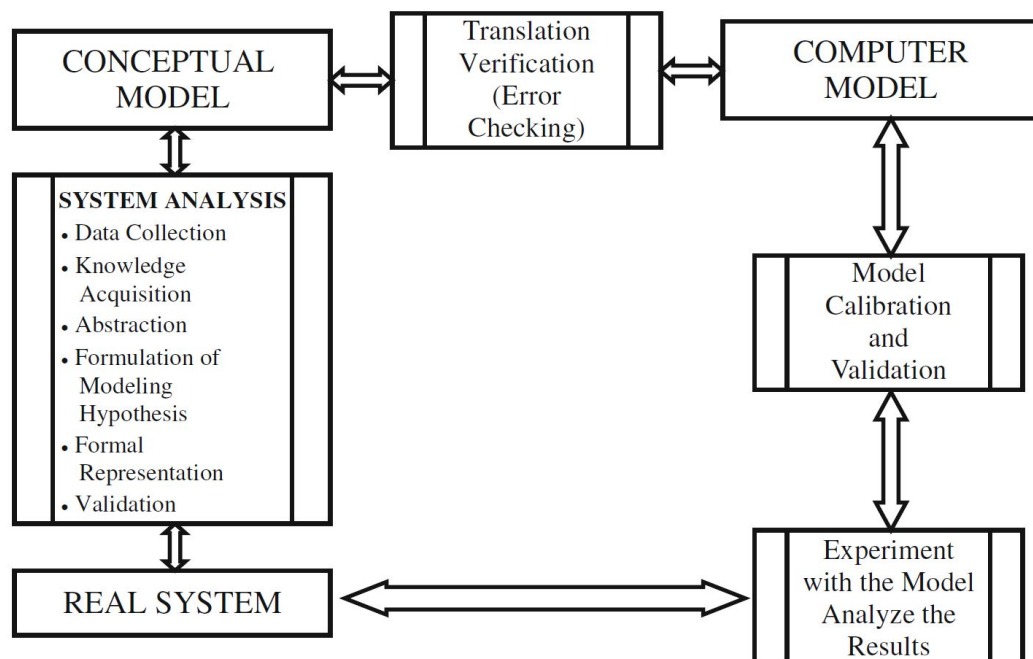 CONCEPTUAL
MODEL
Translation
Verification
(Error
Checking)
COMPUTER
MODEL
SYSTEM ANALYSIS
• Data Collection
• Knowledge
Acquisition
• Abstraction
• Formulation of
Modeling
Hypothesis
• Formal
Representation
• Validation
Model
Calibration
and
Validation
REAL SYSTEM
Experiment
with the Model
Analyze the
Results